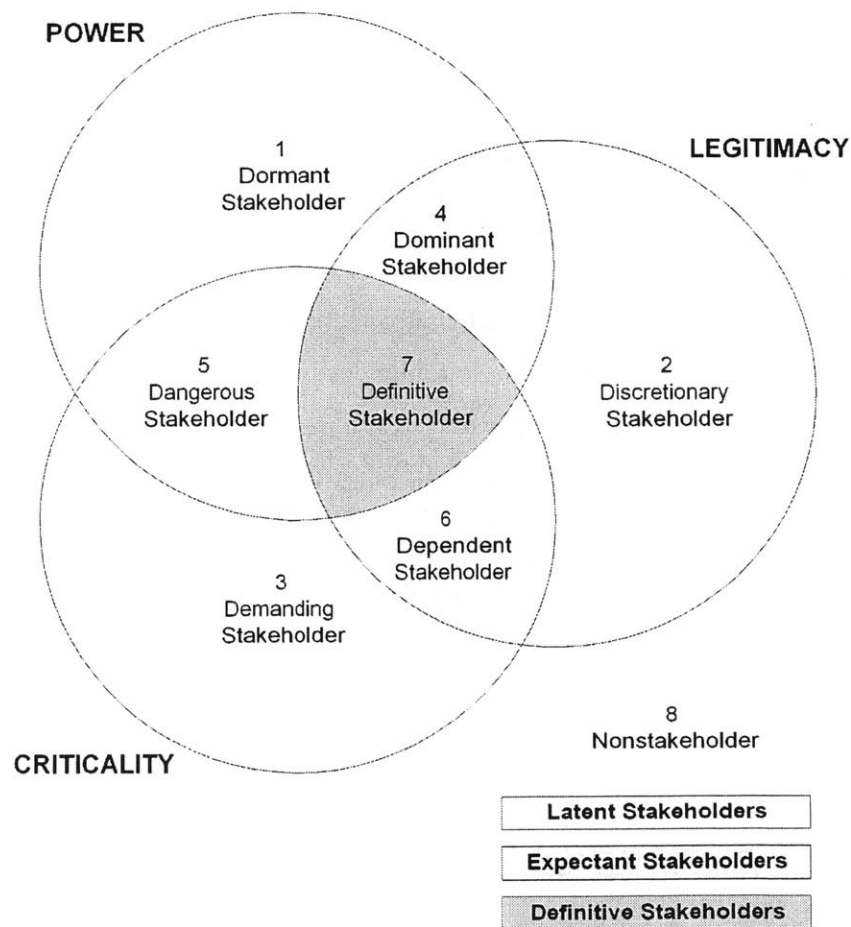 POWER
LEGITIMACY
1
Dormant
Stakeholder
4
Dominant
Stakeholder
5
Dangerous
Stakeholder
7
Definitive
Stakeholder
2
Discretionary
Stakeholder
6
Dependent
Stakeholder
3
Demanding
Stakeholder
8
Nonstakeholder
CRITICALITY
Latent Stakeholders
Expectant Stakeholders
Definitive Stakeholders